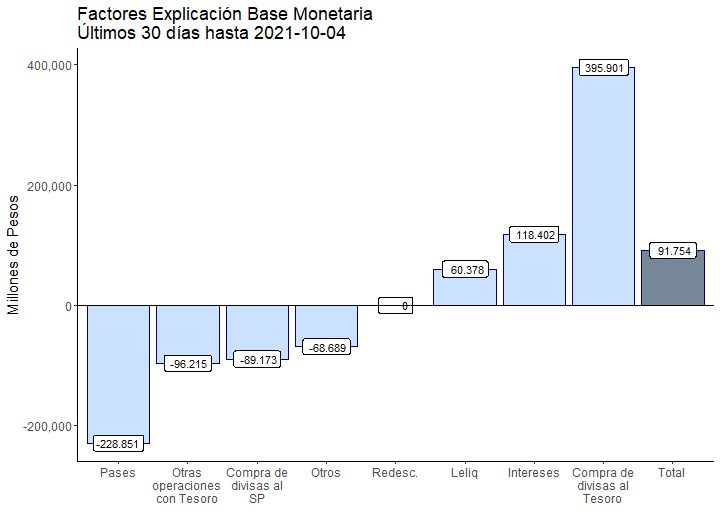 Factores Explicación Base Monetaria
Últimos 30 días hasta 2021-10-04
Millones de Pesos
400,000
200,000
0
-200,000
-228.851
-96.215
-89.173
-68.689
0
60.378
118.402
395.901
91.754
Pases
Otras
operaciones
con Tesoro
Compra de
divisas al
SP
Otros
Redesc.
Leliq
Intereses
Compra de
divisas al
Tesoro
Total